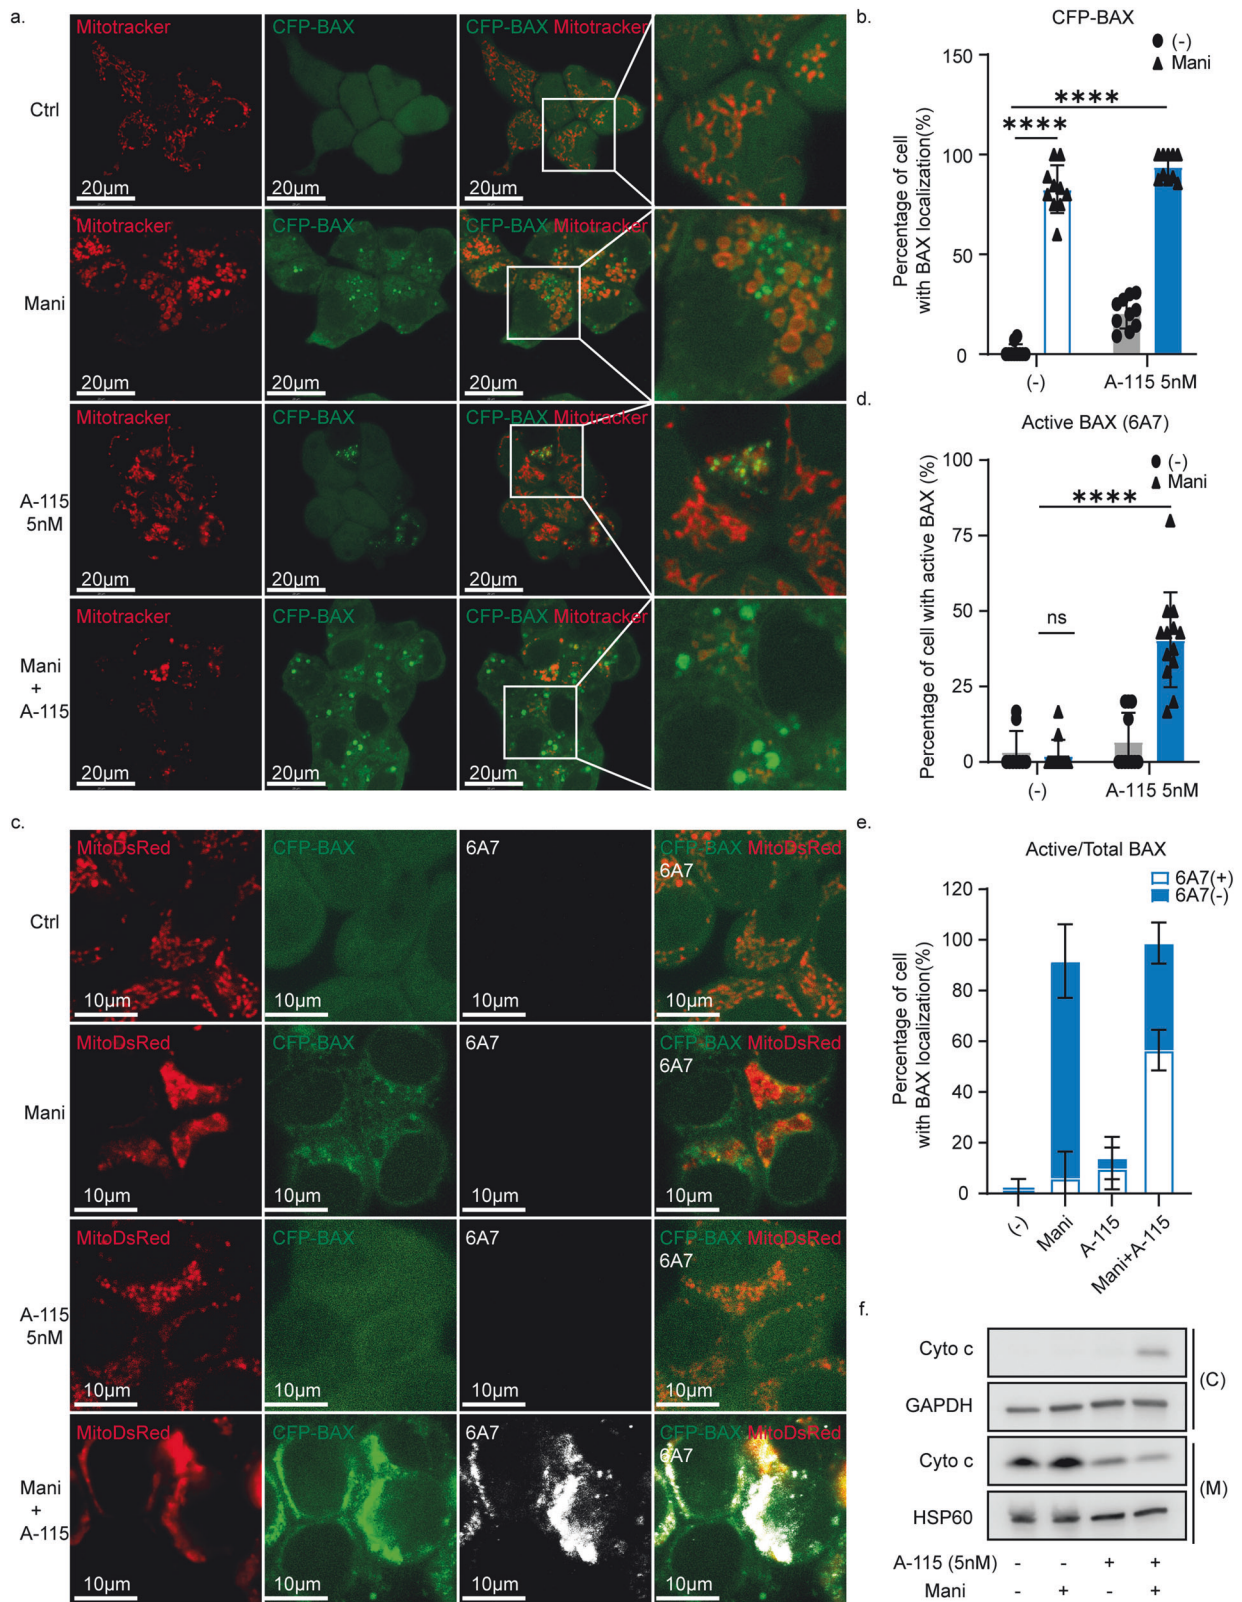 a.
Mitotracker CFP-BAX CFP-BAX Mitotracker
Ctrl
20μm 20μm 20μm
Mitotracker CFP-BAX CFP-BAX Mitotracker
Mani
20μm 20μm 20μm
Mitotracker CFP-BAX CFP-BAX Mitotracker
A-115
5nM
20μm 20μm 20μm
Mitotracker CFP-BAX CFP-BAX Mitotracker
Mani
+
A-115
20μm 20μm 20μm
b.
CFP-BAX
(-)
Mani
Percentage of cell
with BAX localization(%)
150
100
50
0
****
****
(-) A-115 5nM
c.
MitoDsRed CFP-BAX 6A7 CFP-BAX MitoDsRed
6A7
Ctrl
10μm 10μm 10μm 10μm
MitoDsRed CFP-BAX 6A7 CFP-BAX MitoDsRed
6A7
Mani
10μm 10μm 10μm 10μm
MitoDsRed CFP-BAX 6A7 CFP-BAX MitoDsRed
6A7
A-115
5nM
10μm 10μm 10μm 10μm
MitoDsRed CFP-BAX 6A7 CFP-BAX MitoDsRed
6A7
Mani
+
A-115
10μm 10μm 10μm 10μm
d.
Active BAX (6A7)
(-)
Mani
Percentage of cell with active BAX (%)
100
75
50
25
0
****
ns
(-) A-115 5nM
e.
Active/Total BAX
6A7(+)
6A7(-)
Percentage of cell
with BAX localization(%)
120
100
80
60
40
20
0
(-) Mani A-115 Mani+A-115
f.
Cyto c
GAPDH
(C)
Cyto c
HSP60
(M)
A-115 (5nM) - - + +
Mani - + - +